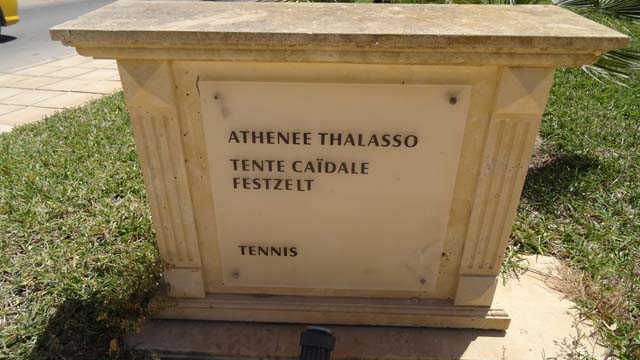 ATHENEE THALASSO
TENTE CAÏDALE
FESTZELT
TENNIS